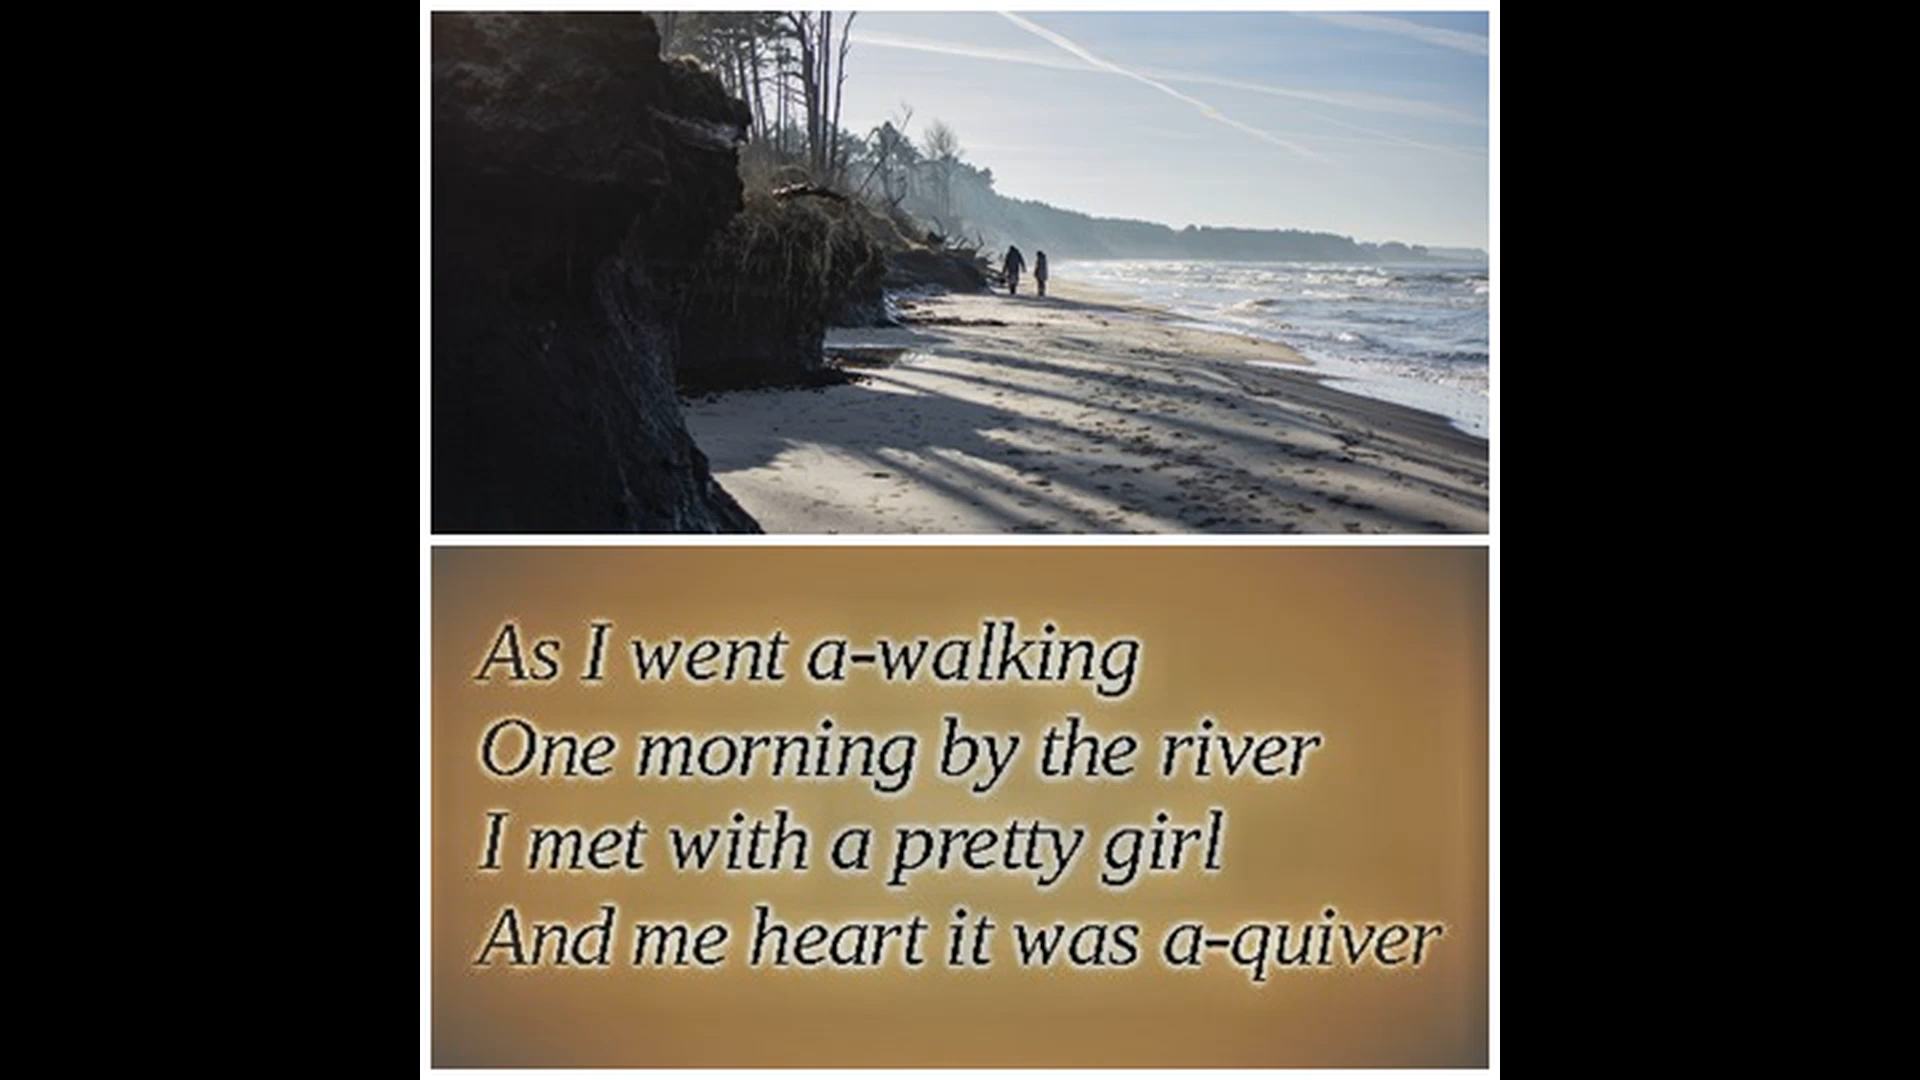 As I went a-walking
One morning by the river
I met with a pretty girl
And me heart it was a-quiver